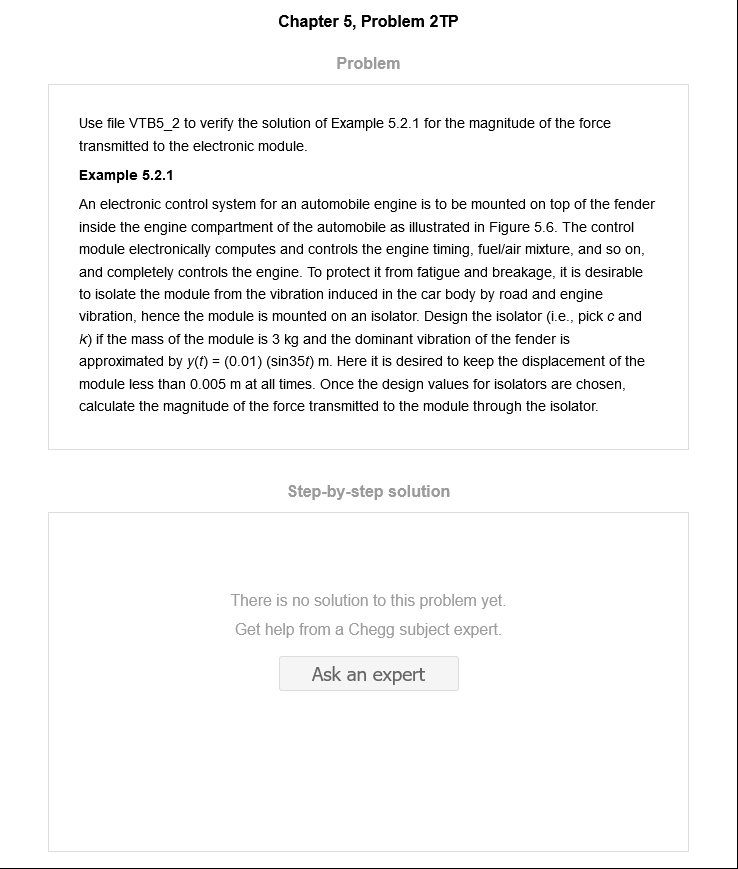 Chapter 5, Problem 2TP
Problem
Use file VTB5_2 to verify the solution of Example 5.2.1 for the magnitude of the force
transmitted to the electronic module.
Example 5.2.1
An electronic control system for an automobile engine is to be mounted on top of the fender
inside the engine compartment of the automobile as illustrated in Figure 5.6. The control
module electronically computes and controls the engine timing, fuel/air mixture, and so on,
and completely controls the engine. To protect it from fatigue and breakage, it is desirable
to isolate the module from the vibration induced in the car body by road and engine
vibration, hence the module is mounted on an isolator. Design the isolator (i.e., pick c and
k) if the mass of the module is 3 kg and the dominant vibration of the fender is
approximated by y(t) = (0.01) (sin35t) m. Here it is desired to keep the displacement of the
module less than 0.005 m at all times. Once the design values for isolators are chosen,
calculate the magnitude of the force transmitted to the module through the isolator.
Step-by-step solution
There is no solution to this problem yet.
Get help from a Chegg subject expert.
Ask an expert